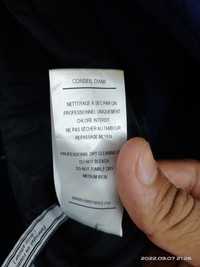 CONSEIL D'AMI
NETTOYAGE A SEC PAR UN
PROFESSIONNEL UNIQUEMENT
CHLORE INTERDIT
NE PAS SÉCHER AU TAMBOUR
REPASSAGE MOYEN
PROFESSIONAL DRY CLEANING
DO NOT BLEACH
DO NOT TUMBLE DRY
MEDIUM IRON
2022.09.07 21:26